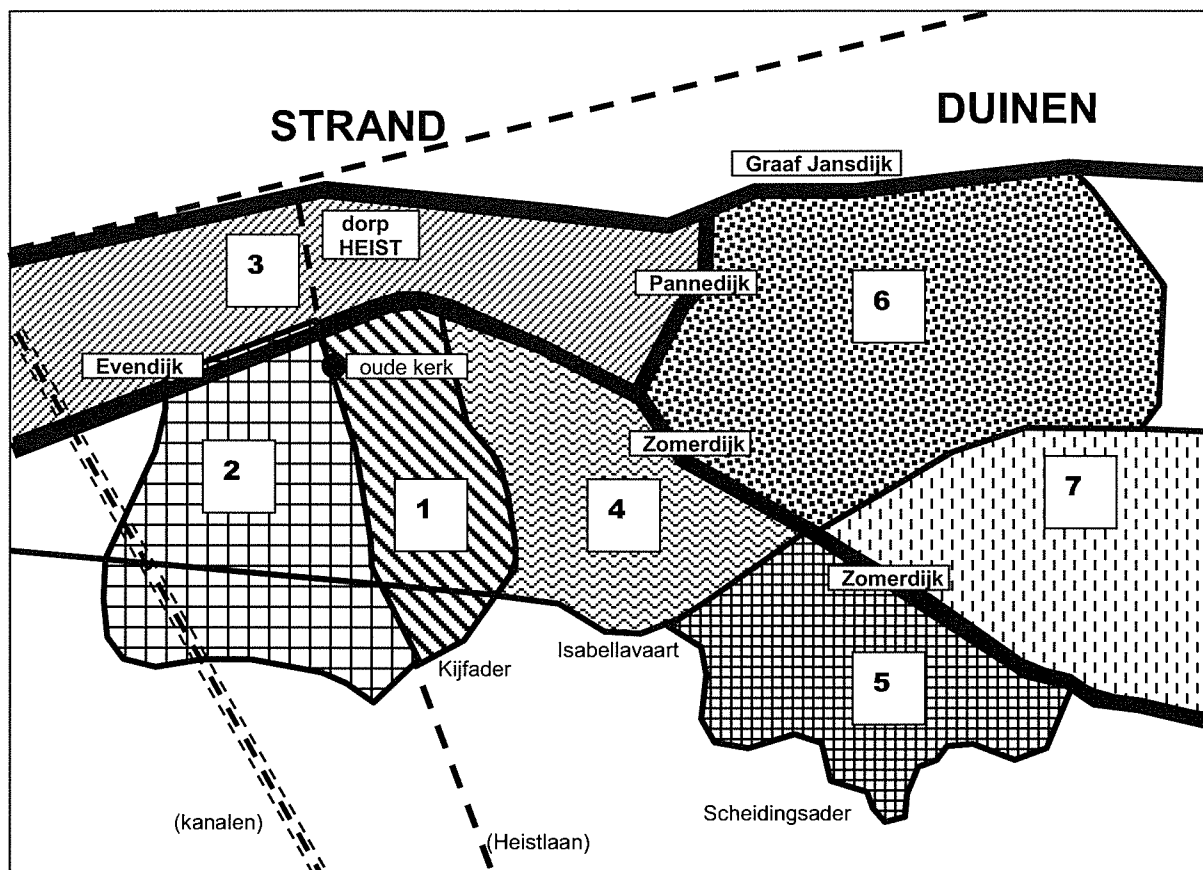 STRAND
DUINEN
Graaf Jansdijk
dorp
HEIST
3
Pannedijk
6
Evendijk
oude kerk
Zomerdijk
2
1
4
7
Zomerdijk
Isabellavaart
Kijfader
5
Scheidingsader
(kanalen)
(Heistlaan)